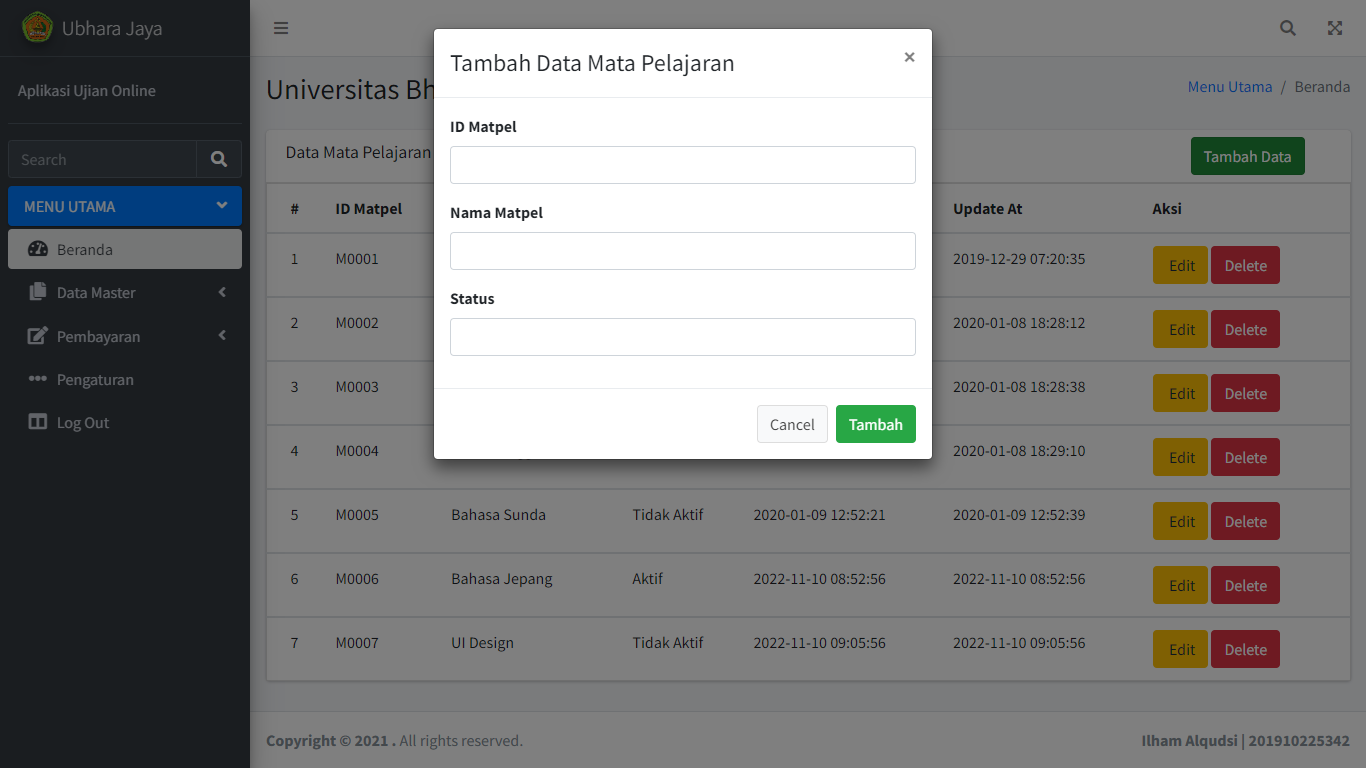 Ubhara Jaya
Aplikasi Ujian Online
Search
MENU UTAMA
Beranda
Data Master
Pembayaran
Pengaturan
Log Out
Universitas Bh
Menu Utama / Beranda
Data Mata Pelajaran
Tambah Data
Tambah Data Mata Pelajaran ×
ID Matpel
Nama Matpel
Status
Cancel Tambah
# ID Matpel Update At Aksi
1 M0001 2019-12-29 07:20:35 Edit Delete
2 M0002 2020-01-08 18:28:12 Edit Delete
3 M0003 2020-01-08 18:28:38 Edit Delete
4 M0004 2020-01-08 18:29:10 Edit Delete
5 M0005 Bahasa Sunda Tidak Aktif 2020-01-09 12:52:21 2020-01-09 12:52:39 Edit Delete
6 M0006 Bahasa Jepang Aktif 2022-11-10 08:52:56 2022-11-10 08:52:56 Edit Delete
7 M0007 UI Design Tidak Aktif 2022-11-10 09:05:56 2022-11-10 09:05:56 Edit Delete
Copyright © 2021 . All rights reserved.
Ilham Alqudsi | 201910225342